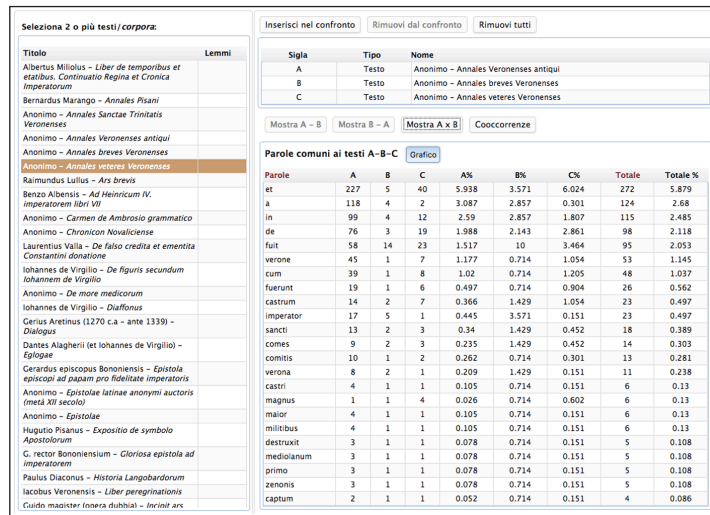 Seleziona 2 o più testi/corpora:
Titolo Lemmi
Albertus Miliolus – Liber de temporibus et
etatibus. Continuatio Regina et Cronica
Imperatorum
Bernardus Marango – Annales Pisani
Anonimo – Annales Sanctae Trinitatis
Veronenses
Anonimo – Annales Veronenses antiqui
Anonimo – Annales breves Veronenses
Anonimo – Annales veteres Veronenses
Raimundus Lullus – Ars brevis
Benzo Albensis – Ad Heinricum IV.
imperatorem libri VII
Anonimo – Carmen de Ambrosio grammatico
Anonimo – Chronicon Novaliciense
Laurentius Valla – De falso credita et ementita
Constantini donatione
Iohannes de Virgilio – De figuris secundum
Iohannem de Virgilio
Anonimo – De more medicorum
Iohannes de Virgilio – Diaffonus
Gerius Aretinus (1270 c.a – ante 1339) –
Dialogus
Dantes Alagherii (et Iohannes de Virgilio) –
Eglogae
Gerardus episcopus Bononiensis – Epistola
episcopi ad papam pro fidelitate imperatoris
Anonimo – Epistolae latinae anonymi auctoris
(metà XII secolo)
Anonimo – Epistolae
Hugutio Pisanus – Expositio de symbolo
Apostolorum
G. rector Bononiensium – Gloriosa epistola ad
imperatorem
Paulus Diaconus – Historia Langobardorum
Iacobus Veronensis – Liber peregrinationis
Guido magister (opera dubbia) – Incipit ars
Inserisci nel confronto Rimuovi dal confronto Rimuovi tutti
Sigla Tipo Nome
A Testo Anonimo – Annales Veronenses antiqui
B Testo Anonimo – Annales breves Veronenses
C Testo Anonimo – Annales veteres Veronenses
Mostra A – B Mostra B – A Mostra A x B Cooccorrenze
Parole comuni ai testi A–B–C Grafico
Parole A B C A% B% C% Totale Totale %
et 227 5 40 5.938 3.571 6.024 272 5.879
a 118 4 2 3.087 2.857 0.301 124 2.68
in 99 4 12 2.59 2.857 1.807 115 2.485
de 76 3 19 1.988 2.143 2.861 98 2.118
fuit 58 14 23 1.517 10 3.464 95 2.053
verone 45 1 7 1.177 0.714 1.054 53 1.145
cum 39 1 8 1.02 0.714 1.205 48 1.037
fuerunt 19 1 6 0.497 0.714 0.904 26 0.562
castrum 14 2 7 0.366 1.429 1.054 23 0.497
imperator 17 5 1 0.445 3.571 0.151 23 0.497
sancti 13 2 3 0.34 1.429 0.452 18 0.389
comes 9 2 3 0.235 1.429 0.452 14 0.303
comitis 10 1 2 0.262 0.714 0.301 13 0.281
verona 8 2 1 0.209 1.429 0.151 11 0.238
castri 4 1 1 0.105 0.714 0.151 6 0.13
magnus 1 1 4 0.026 0.714 0.602 6 0.13
maior 4 1 1 0.105 0.714 0.151 6 0.13
militibus 4 1 1 0.105 0.714 0.151 6 0.13
destruxit 3 1 1 0.078 0.714 0.151 5 0.108
mediolanum 3 1 1 0.078 0.714 0.151 5 0.108
primo 3 1 1 0.078 0.714 0.151 5 0.108
zenonis 3 1 1 0.078 0.714 0.151 5 0.108
captum 2 1 1 0.052 0.714 0.151 4 0.086